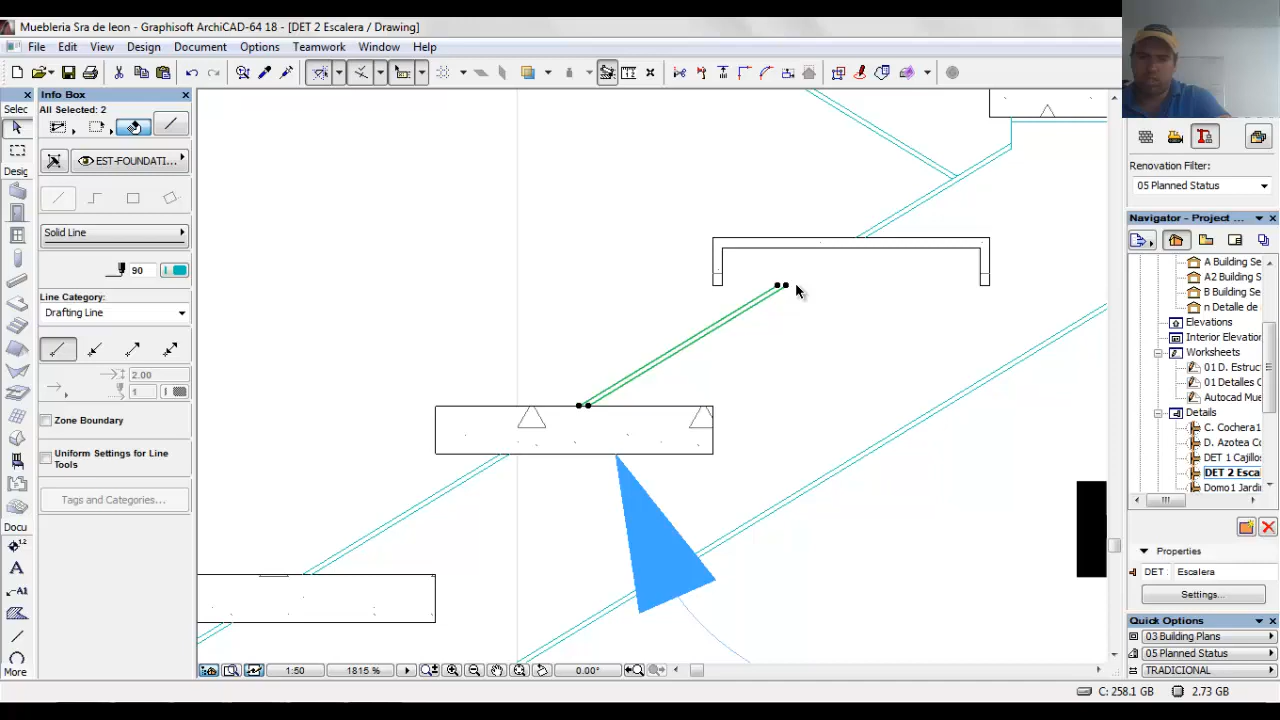 Muebleria Sra de leon - Graphisoft ArchiCAD-64 18 - [DET 2 Escalera / Drawing]
File Edit View Design Document Options Teamwork Window Help
Selec
Info Box
All Selected: 2
EST-FOUNDATI...
Desig
Solid Line
90
Line Category:
Drafting Line
2.00
1
Zone Boundary
Uniform Settings for Line Tools
Tags and Categories...
Docu
More
1:50
1815 %
0.00°
Renovation Filter:
05 Planned Status
Navigator - Project ...
A Building Se
A2 Building S
B Building Se
n Detalle de
Elevations
Interior Elevation
Worksheets
01 D. Estruc
01 Detalles C
Autocad Mue
Details
C. Cochera1
D. Azotea Co
DET 1 Cajillo
DET 2 Esca
Domo1 Jardi
Properties
DET
Escalera
Settings...
Quick Options
03 Building Plans
05 Planned Status
TRADICIONAL
C: 258.1 GB
2.73 GB